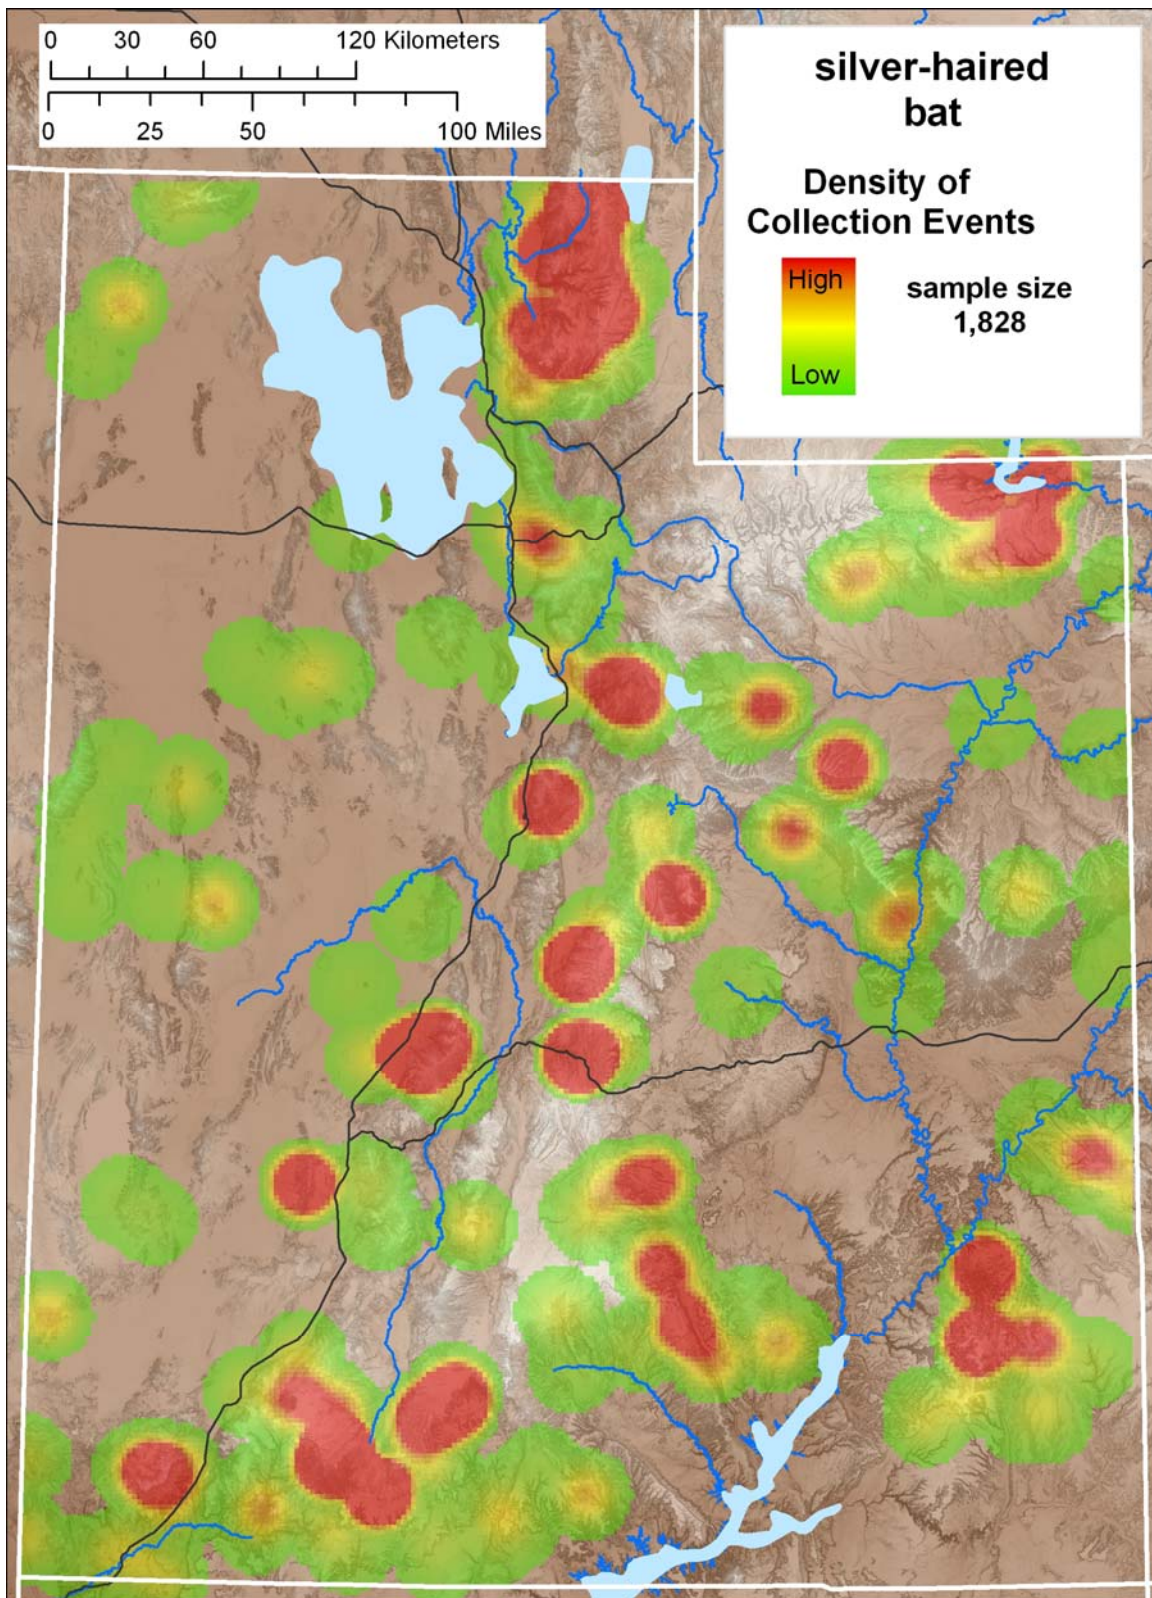 0 30 60 120 Kilometers
0 25 50 100 Miles
silver-haired
bat
Density of
Collection Events
High
Low
sample size
1,828